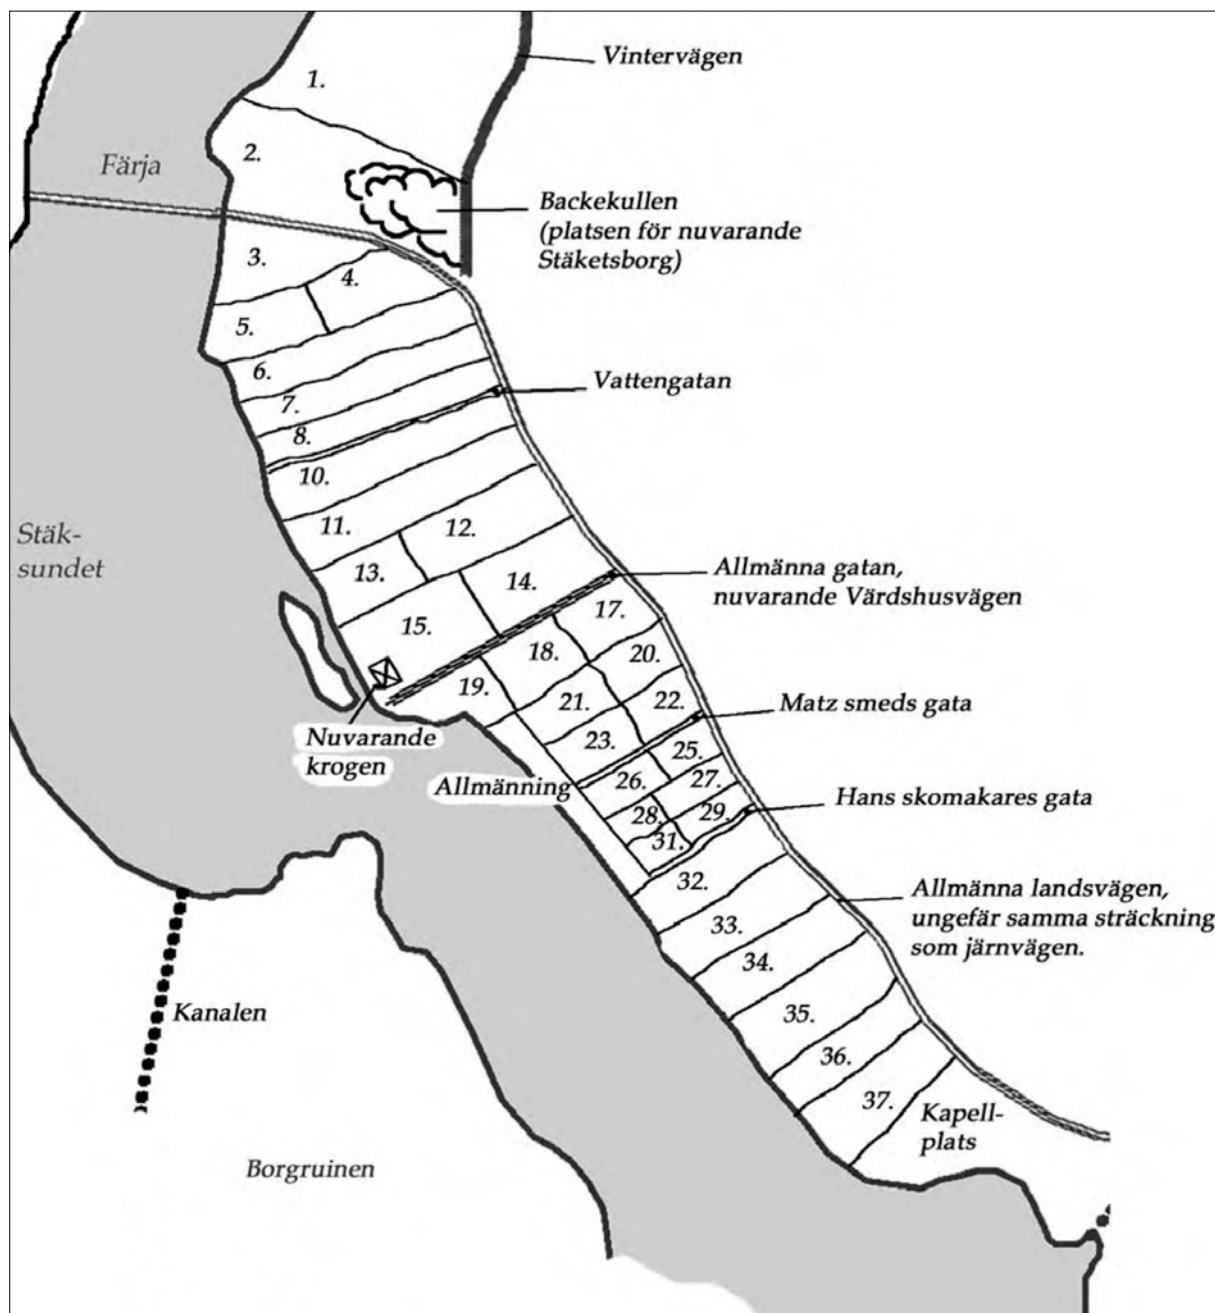 Vintervägen
1.
2.
Färja
Backekullen
(platsen för nuvarande
Stäketsborg)
3.
4.
5.
6.
Vattengatan
7.
8.
10.
11.
12.
Stäk-
sundet
13.
14.
Allmänna gatan,
nuvarande Värdshusvägen
15.
17.
18.
20.
19.
21.
22.
Matz smeds gata
Nuvarande
krogen
23.
25.
Allmänning
26.
27.
Hans skomakares gata
28.
29.
31.
32.
Allmänna landsvägen,
ungefär samma sträckning
som järnvägen.
33.
34.
Kanalen
35.
36.
37.
Kapell-
plats
Borgruinen